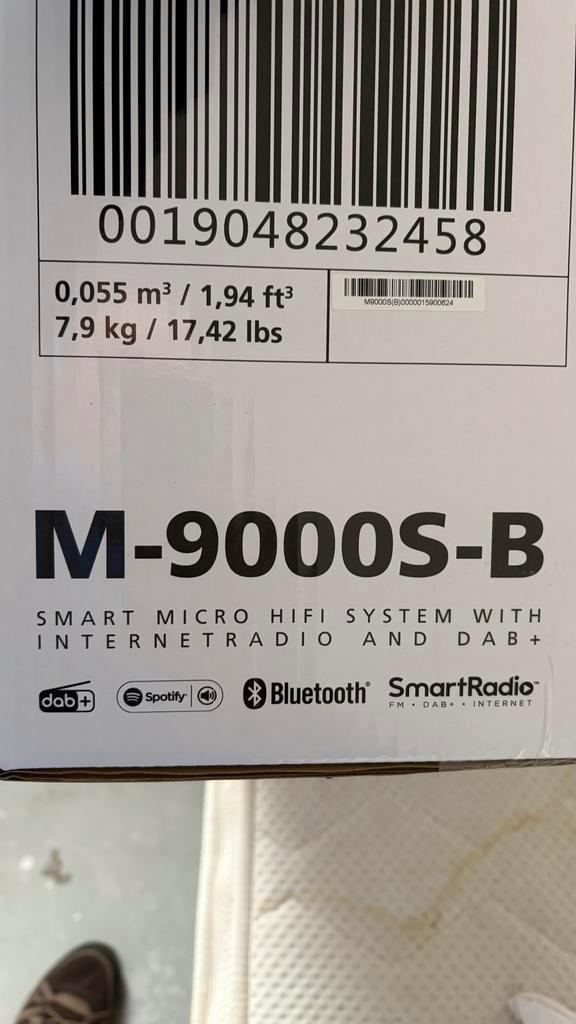 0019048232458
0,055 m³ / 1,94 ft³
7,9 kg / 17,42 lbs
M9000S(B)0000015900624
M-9000S-B
SMART MICRO HIFI SYSTEM WITH
INTERNETRADIO AND DAB+
dab+ Spotify Bluetooth® SmartRadio™
FM • DAB+ • INTERNET